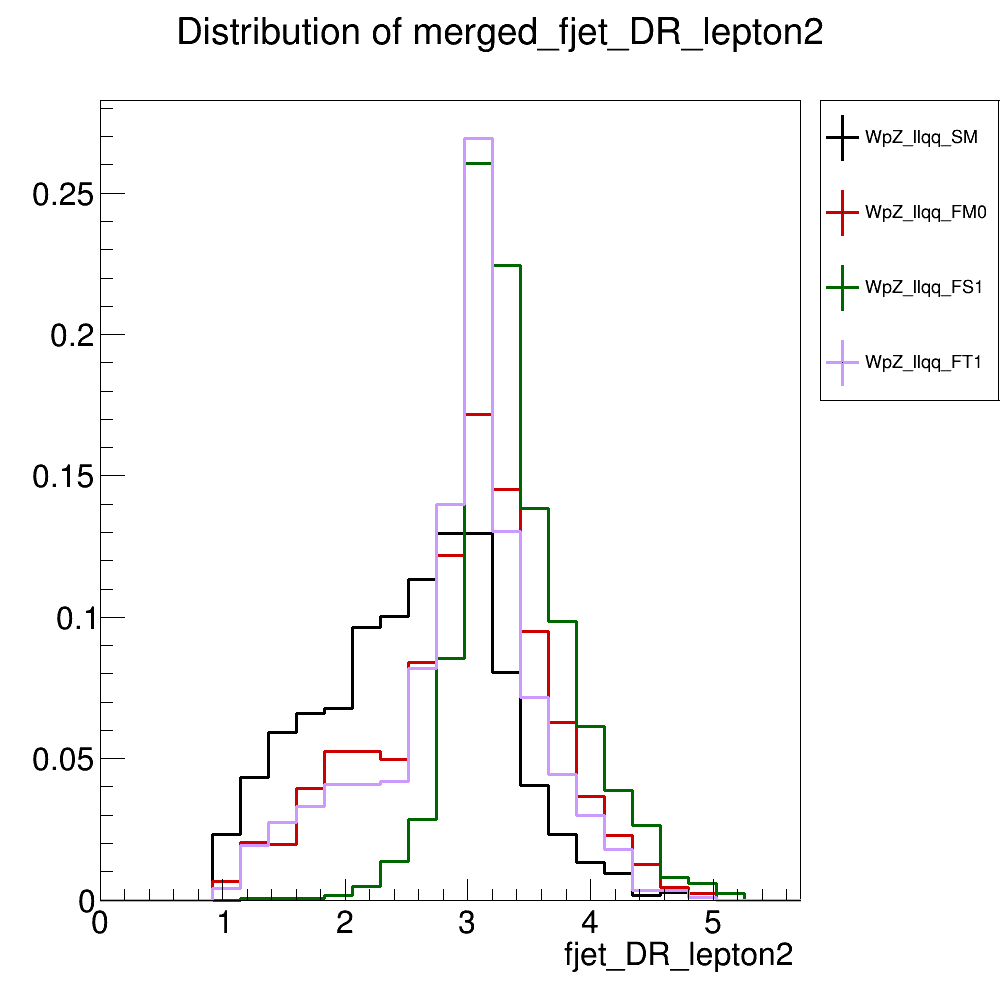 Distribution of merged_fjet_DR_lepton2
WpZ_llqq_SM
WpZ_llqq_FM0
WpZ_llqq_FS1
WpZ_llqq_FT1
0.25
0.2
0.15
0.1
0.05
0
0 1 2 3 4 5
fjet_DR_lepton2